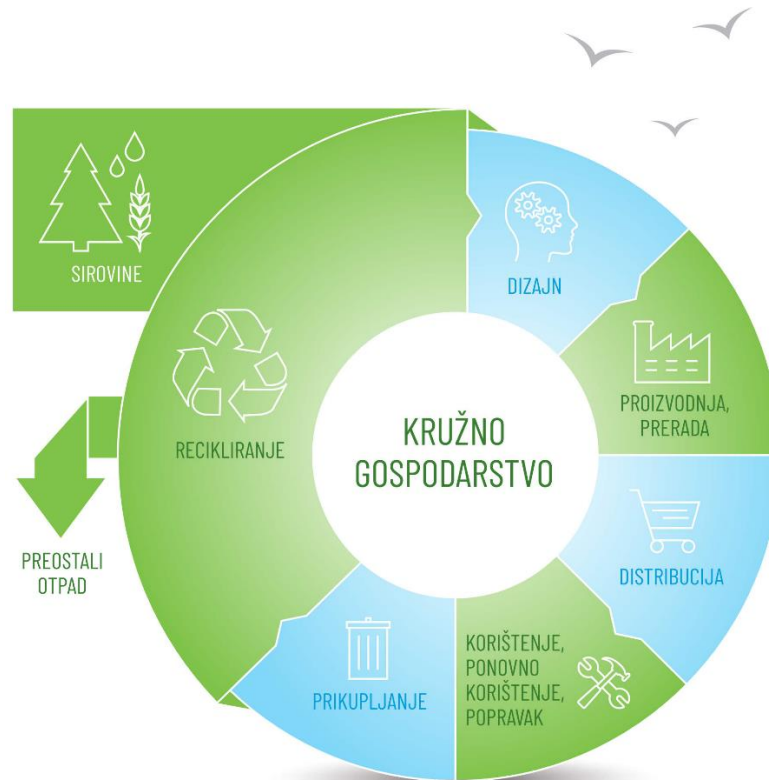 SIROVINE
DIZAJN
PROIZVODNJA,
PRERADA
DISTRIBUCIJA
KORIŠTENJE,
PONOVNO
KORIŠTENJE,
POPRAVAK
PRIKUPLJANJE
RECIKLIRANJE
PREOSTALI
OTPAD
KRUŽNO
GOSPODARSTVO